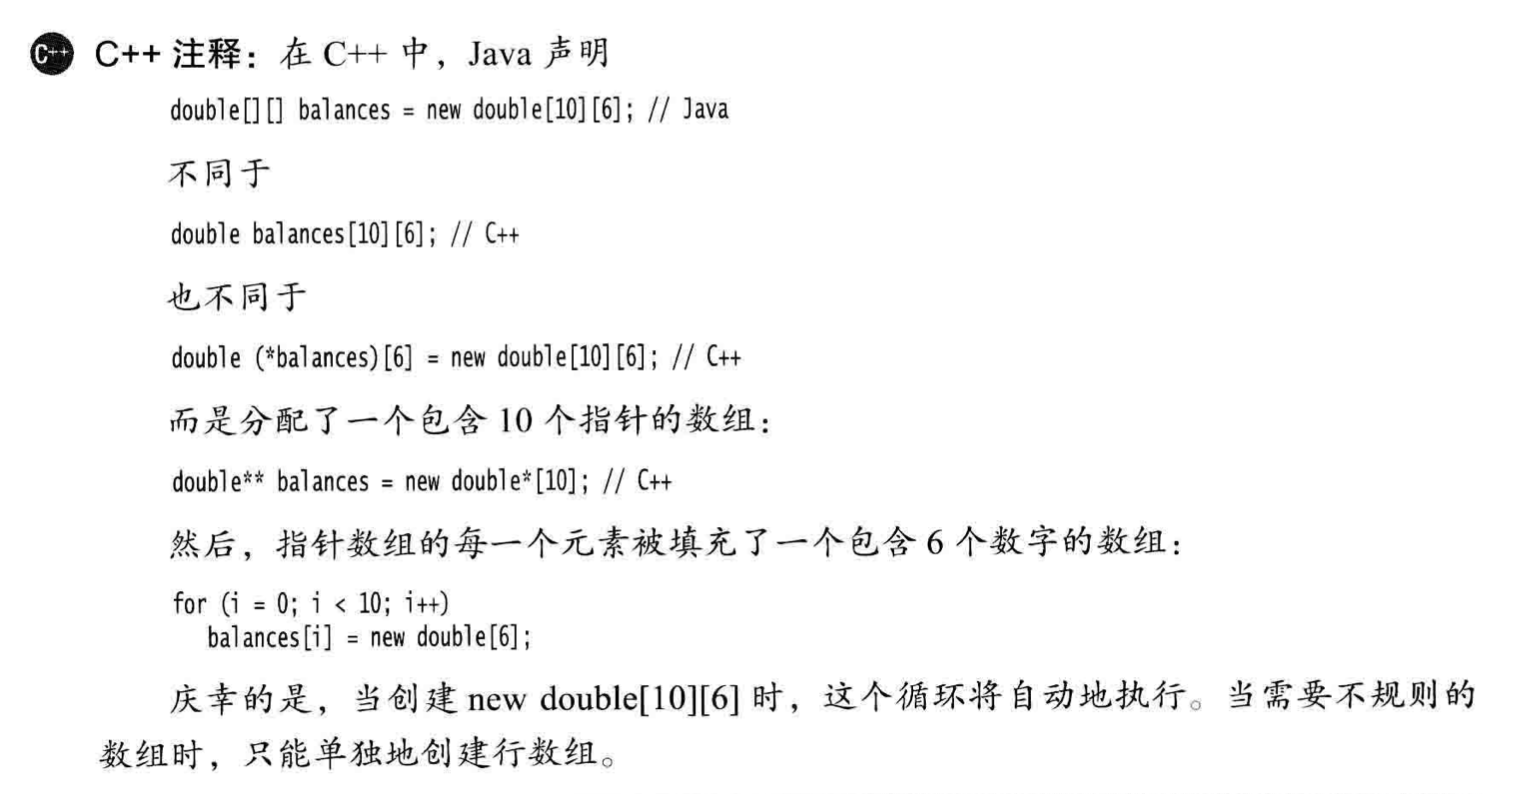 C++ C++ 注释：在 C++ 中，Java 声明
double[][] balances = new double[10][6]; // Java
不同于
double balances[10][6]; // C++
也不同于
double (*balances)[6] = new double[10][6]; // C++
而是分配了一个包含 10 个指针的数组：
double** balances = new double*[10]; // C++
然后，指针数组的每一个元素被填充了一个包含 6 个数字的数组：
for (i = 0; i < 10; i++)
   balances[i] = new double[6];
庆幸的是，当创建 new double[10][6] 时，这个循环将自动地执行。当需要不规则的
数组时，只能单独地创建行数组。